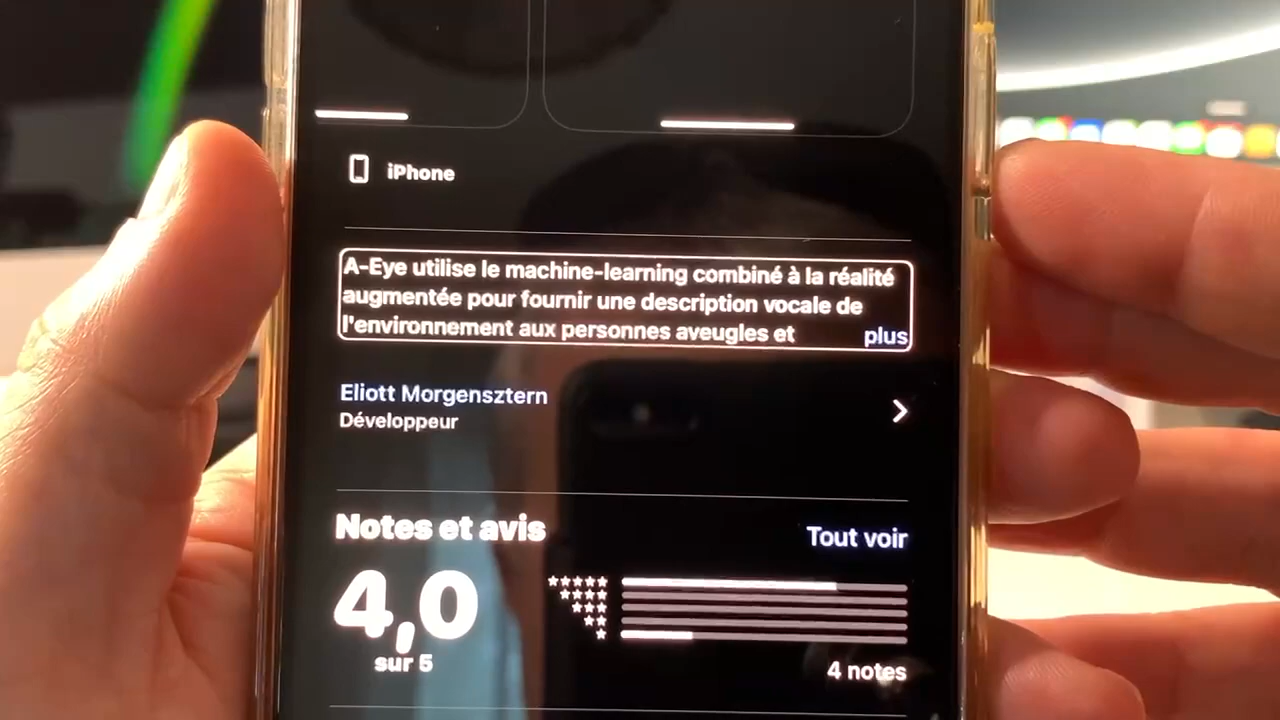 iPhone
A-Eye utilise le machine-learning combiné à la réalité
augmentée pour fournir une description vocale de
l'environnement aux personnes aveugles et plus
Eliott Morgensztern
Développeur
Notes et avis Tout voir
4,0
sur 5
4 notes